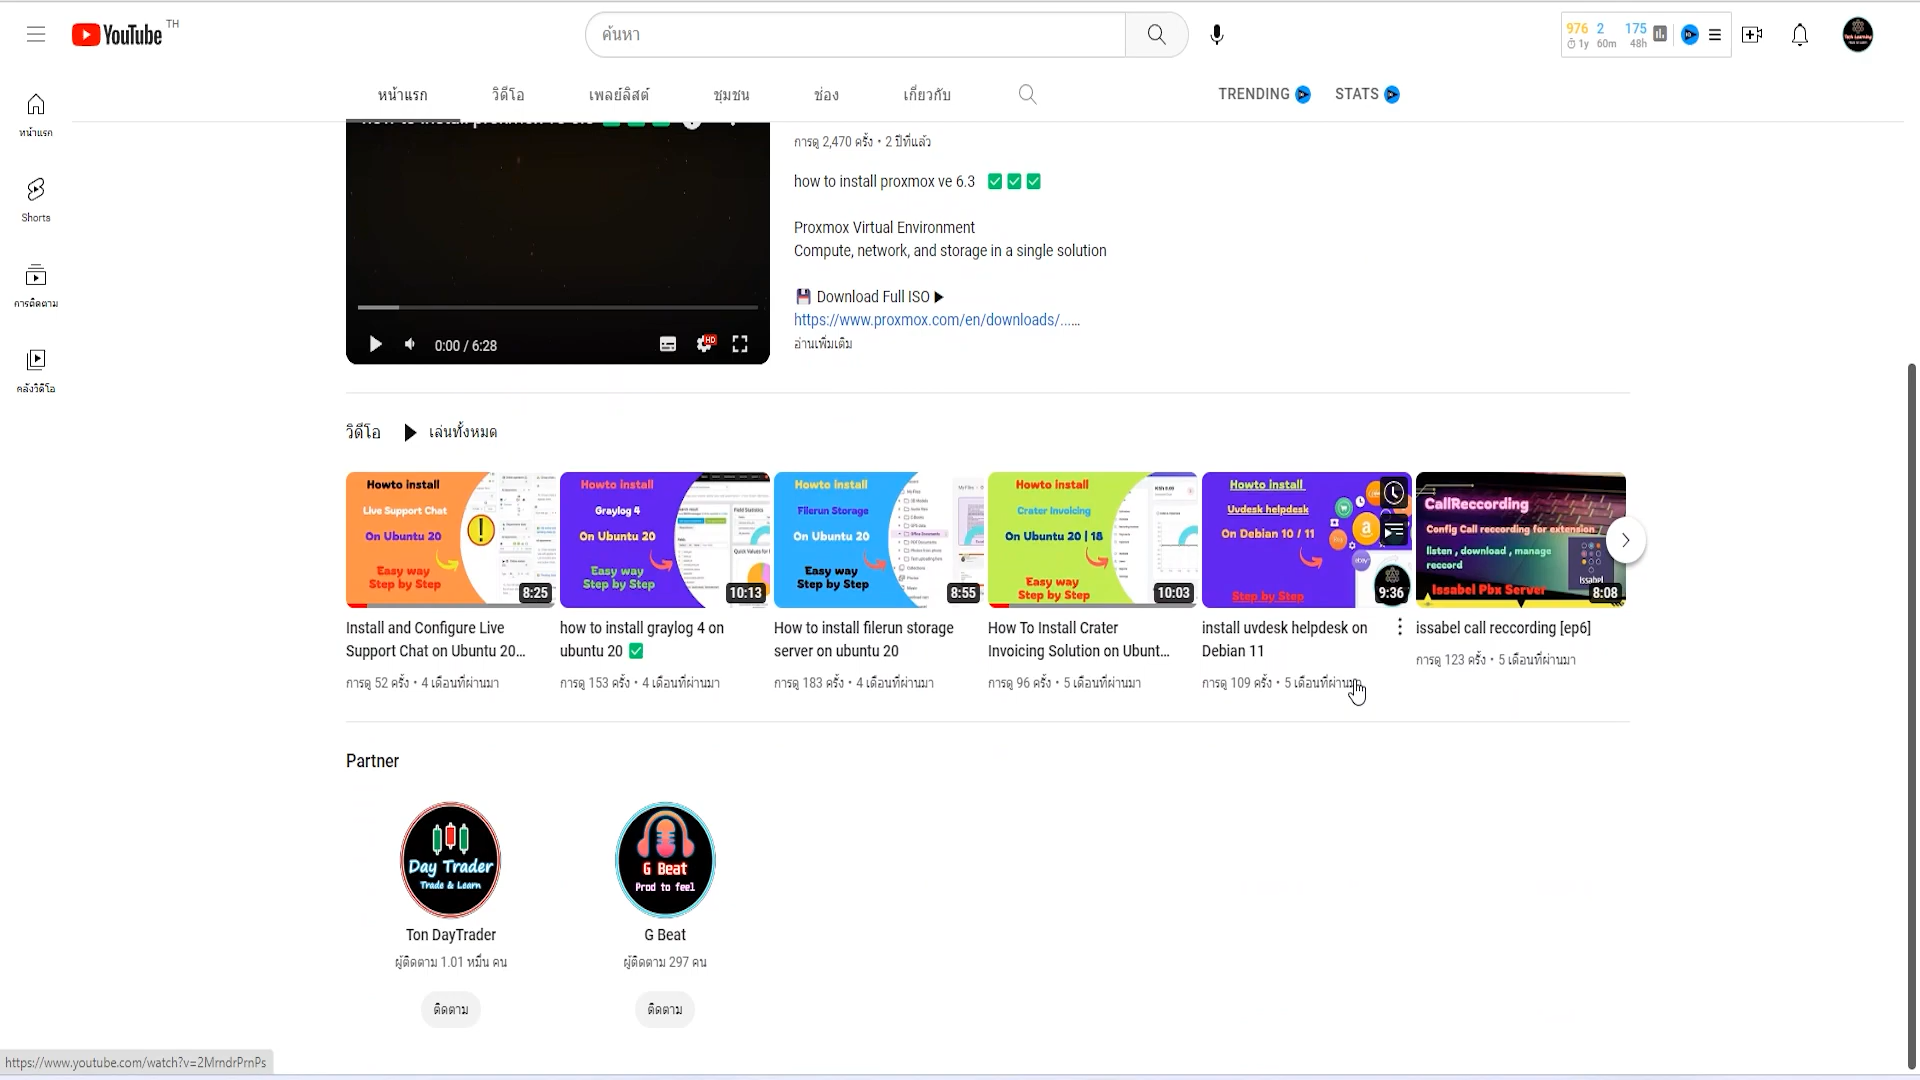 YouTube TH
ค้นหา
976 2 175
1y 60m 48h
หน้าแรก วิดีโอ เพลย์ลิสต์ ชุมชน ช่อง เกี่ยวกับ TRENDING STATS
หน้าแรก
Shorts
การติดตาม
คลังวิดีโอ
0:00 / 6:28
HD
การดู 2,470 ครั้ง • 2 ปีที่แล้ว
how to install proxmox ve 6.3 ✅ ✅ ✅
Proxmox Virtual Environment
Compute, network, and storage in a single solution
💾 Download Full ISO ▶
https://www.proxmox.com/en/downloads/......
อ่านเพิ่มเติม
วิดีโอ ▶ เล่นทั้งหมด
Howto install
Live Support Chat
On Ubuntu 20
Easy way
Step by Step
8:25
Install and Configure Live
Support Chat on Ubuntu 20...
การดู 52 ครั้ง • 4 เดือนที่ผ่านมา
Howto install
Graylog 4
On Ubuntu 20
Easy way
Step by Step
10:13
how to install graylog 4 on
ubuntu 20 ✅
การดู 153 ครั้ง • 4 เดือนที่ผ่านมา
Howto install
Filerun Storage
On Ubuntu 20
Easy way
Step by Step
8:55
How to install filerun storage
server on ubuntu 20
การดู 183 ครั้ง • 4 เดือนที่ผ่านมา
Howto install
Crater Invoicing
On Ubuntu 20 | 18
Easy way
Step by Step
10:03
How To Install Crater
Invoicing Solution on Ubunt...
การดู 96 ครั้ง • 5 เดือนที่ผ่านมา
Howto install
Uvdesk helpdesk
On Debian 10 / 11
Step by Step
9:36
install uvdesk helpdesk on
Debian 11
การดู 109 ครั้ง • 5 เดือนที่ผ่านมา
CallReccording
Config Call reccording for extension
listen , download , manage
reccord
Issabel
Issabel Pbx Server
8:08
issabel call reccording [ep6]
การดู 123 ครั้ง • 5 เดือนที่ผ่านมา
Partner
Day Trader
Trade & Learn
Ton DayTrader
ผู้ติดตาม 1.01 หมื่น คน
ติดตาม
G Beat
Prod to feel
G Beat
ผู้ติดตาม 297 คน
ติดตาม
https://www.youtube.com/watch?v=2MrndrPrnPs